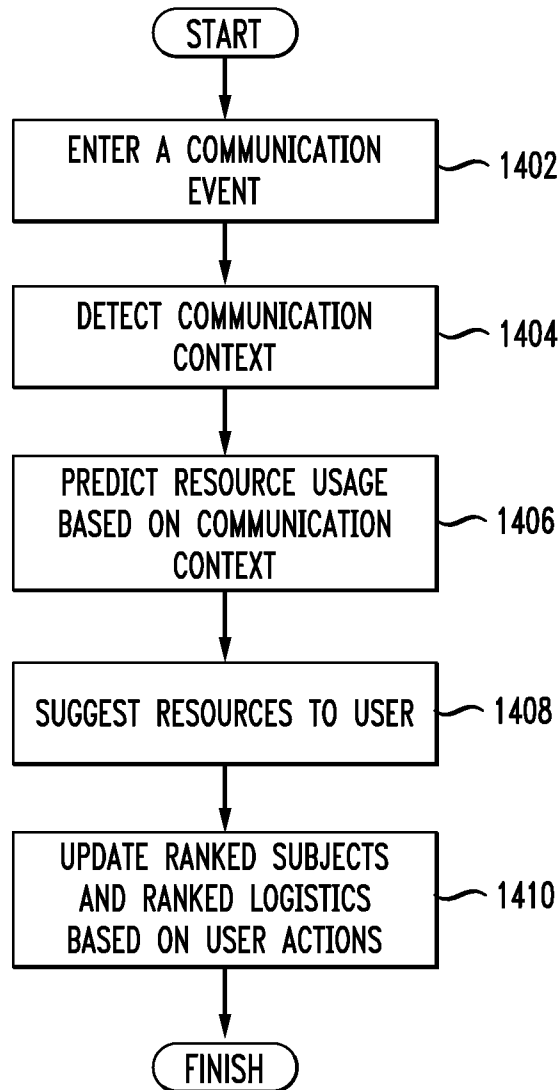 START
ENTER A COMMUNICATION
EVENT
1402
DETECT COMMUNICATION
CONTEXT
1404
PREDICT RESOURCE USAGE
BASED ON COMMUNICATION
CONTEXT
1406
SUGGEST RESOURCES TO USER
1408
UPDATE RANKED SUBJECTS
AND RANKED LOGISTICS
BASED ON USER ACTIONS
1410
FINISH